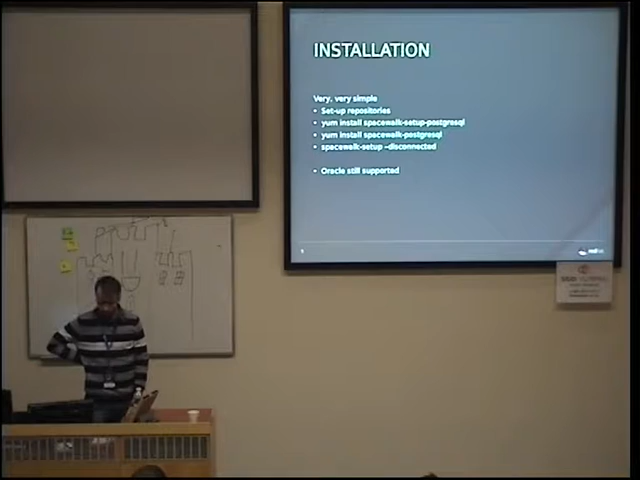 INSTALLATION
Very, very simple
• Set-up repositories
• yum install spacewalk-setup-postgresql
• yum install spacewalk-postgresql
• spacewalk-setup –disconnected
• Oracle still supported